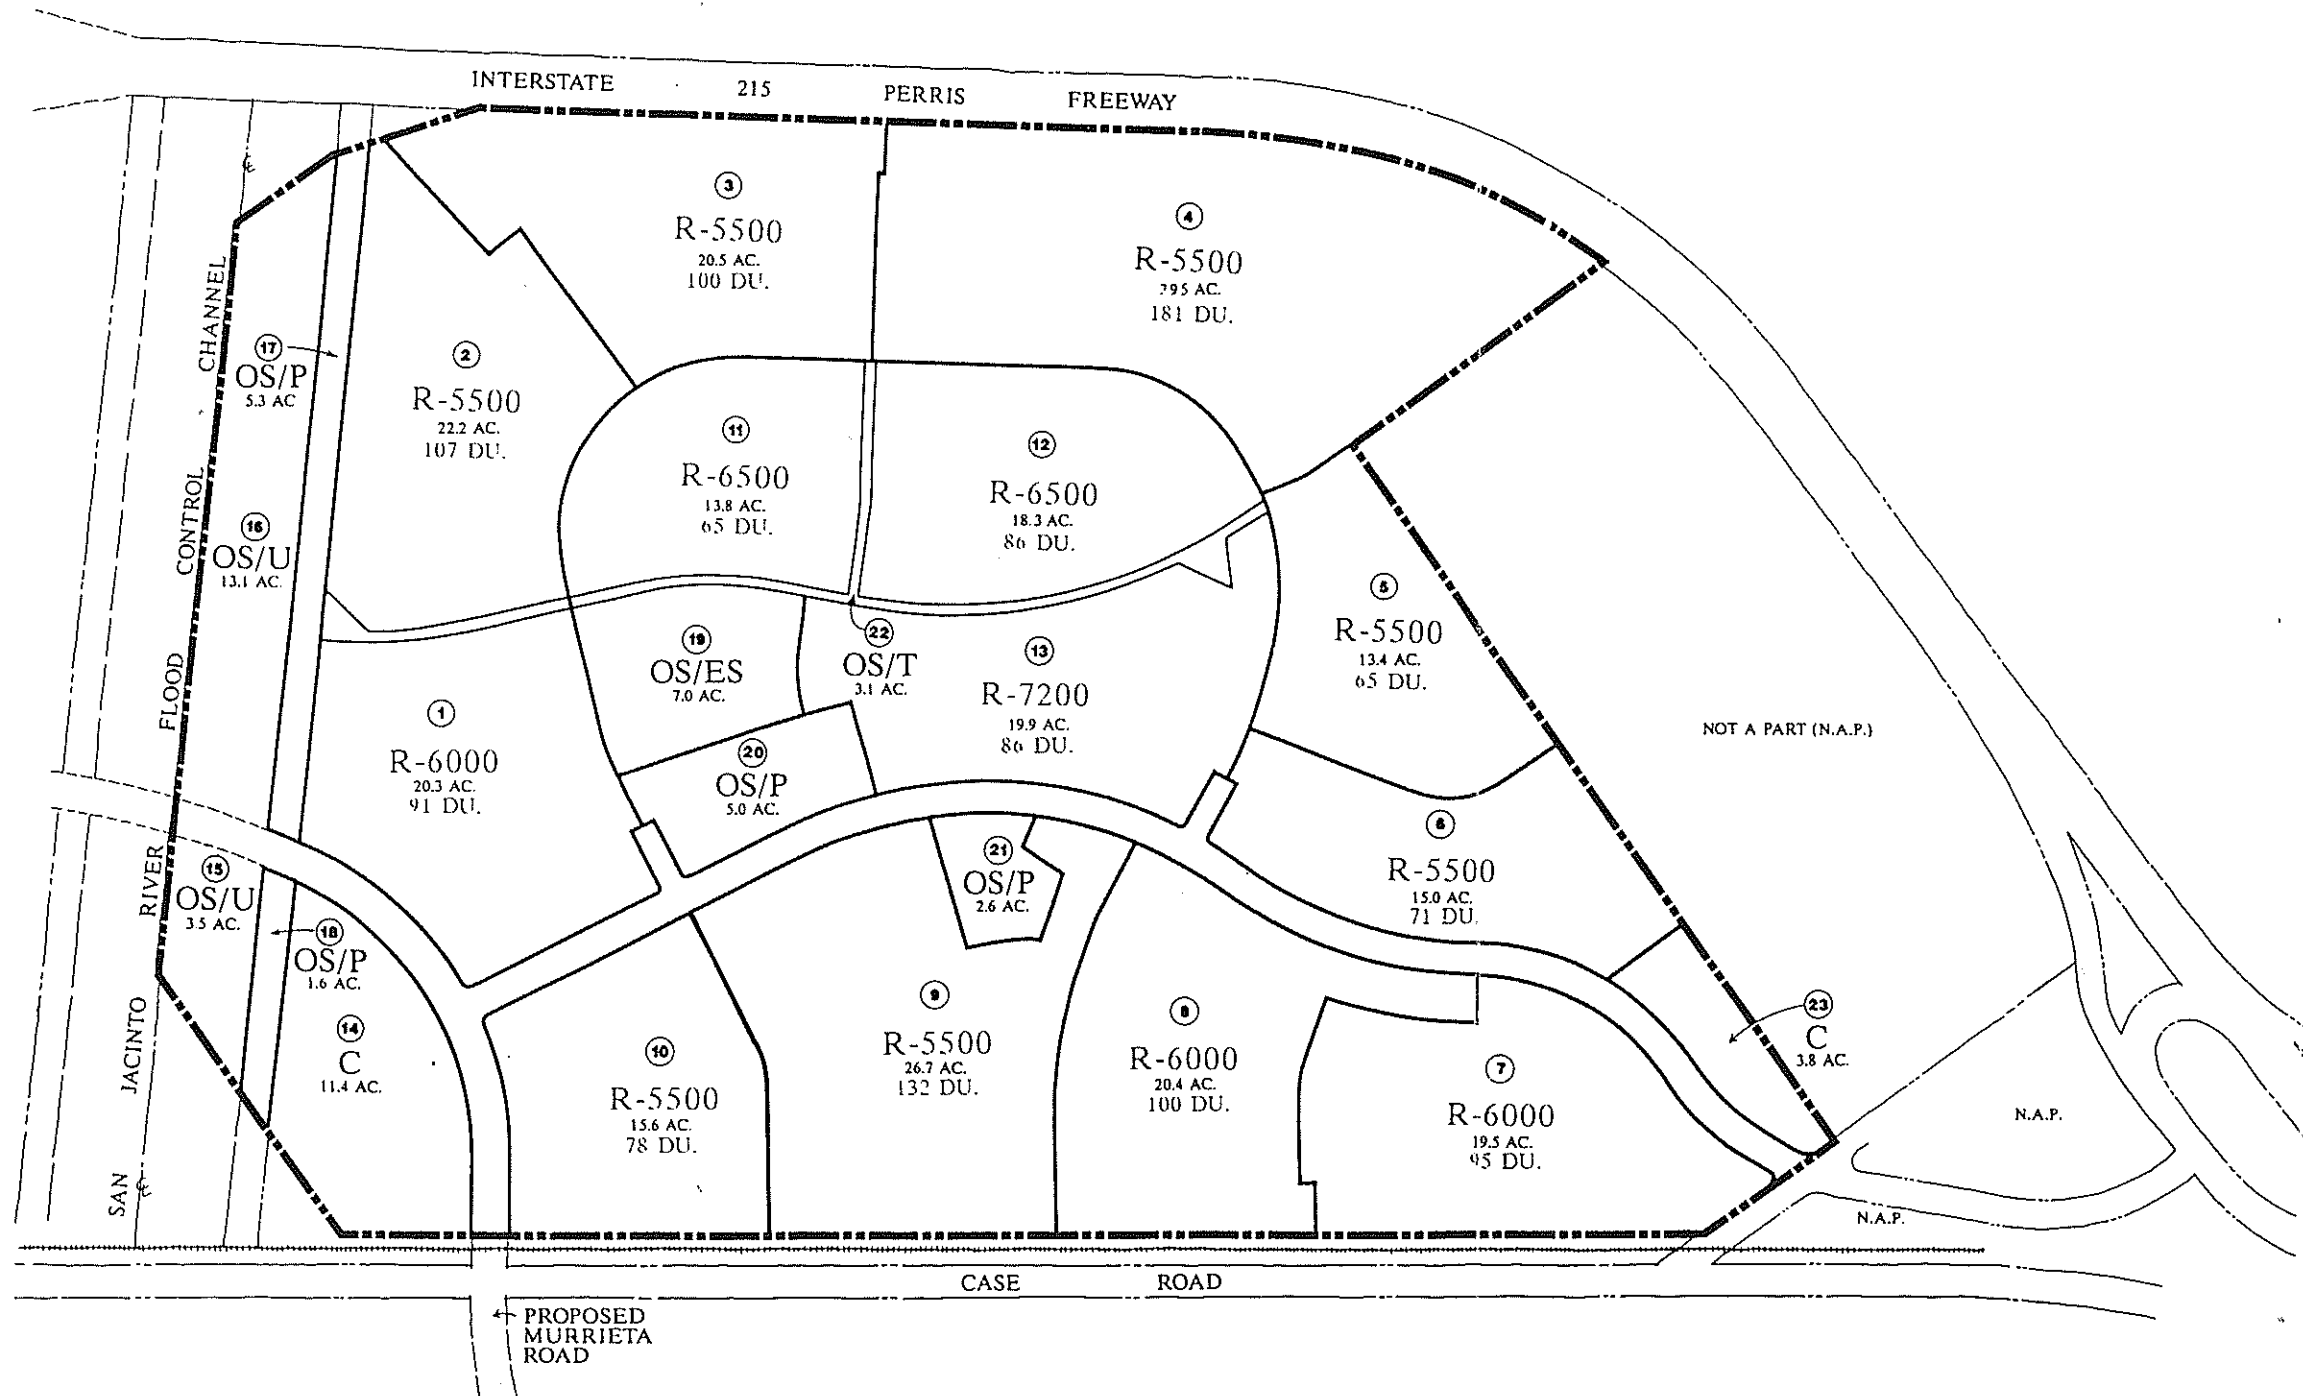 INTERSTATE 215 PERRIS FREEWAY
3
R-5500
20.5 AC.
100 DU.
4
R-5500
181 DU.
17
OS/P
5.3 AC
2
R-5500
22.2 AC.
107 DU.
11
R-6500
13.8 AC.
65 DU.
12
R-6500
18.3 AC.
86 DU.
16
OS/U
13.1 AC.
5
R-5500
13.4 AC.
65 DU.
19
OS/ES
7.0 AC.
22
OS/T
3.1 AC.
13
R-7200
19.9 AC.
86 DU.
1
R-6000
20.3 AC.
91 DU.
20
OS/P
5.0 AC.
NOT A PART (N.A.P.)
6
R-5500
15.0 AC.
71 DU.
15
OS/U
3.5 AC.
21
OS/P
2.6 AC.
18
OS/P
1.6 AC.
14
C
11.4 AC.
10
R-5500
15.6 AC.
78 DU.
9
R-5500
26.7 AC.
132 DU.
8
R-6000
20.4 AC.
100 DU.
7
R-6000
19.5 AC.
95 DU.
23
C
3.8 AC.
N.A.P.
N.A.P.
SAN JACINTO RIVER FLOOD CONTROL CHANNEL
CASE ROAD
PROPOSED
MURRIETA
ROAD